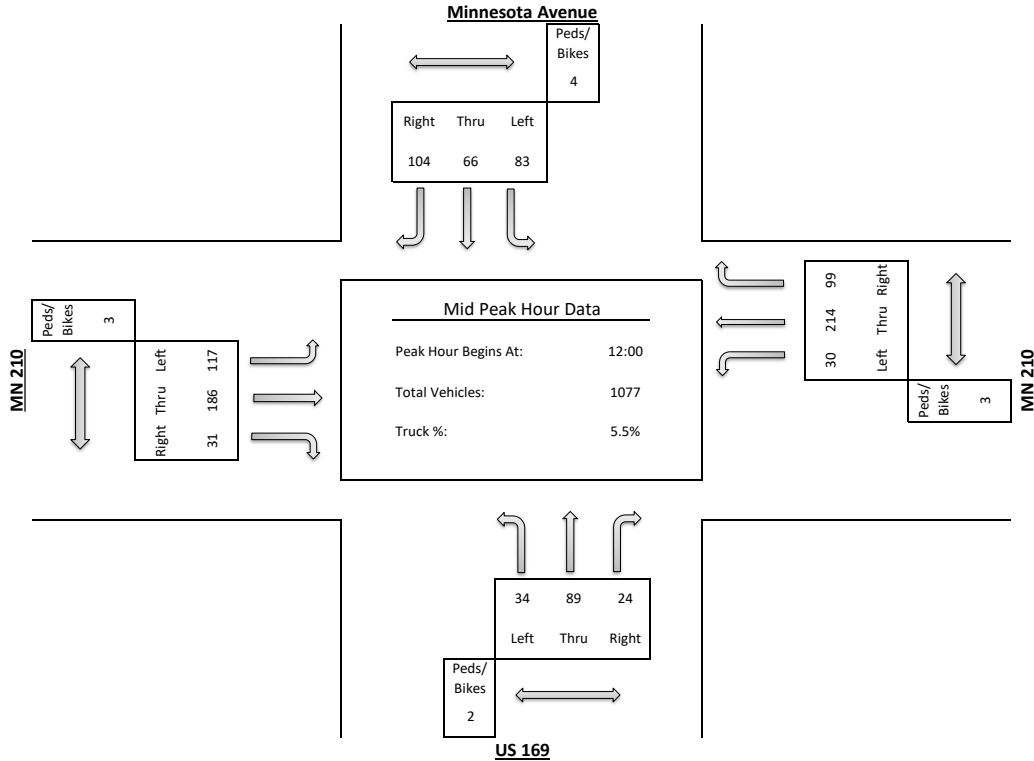 Minnesota Avenue
Peds/
Bikes
4
Right Thru Left
104 66 83
Peds/
Bikes
3
MN 210
Left 117
Thru 186
Right 31
Mid Peak Hour Data
Peak Hour Begins At: 12:00
Total Vehicles: 1077
Truck %: 5.5%
99 Right
214 Thru
30 Left
MN 210
Peds/
Bikes
3
34 89 24
Left Thru Right
Peds/
Bikes
2
US 169